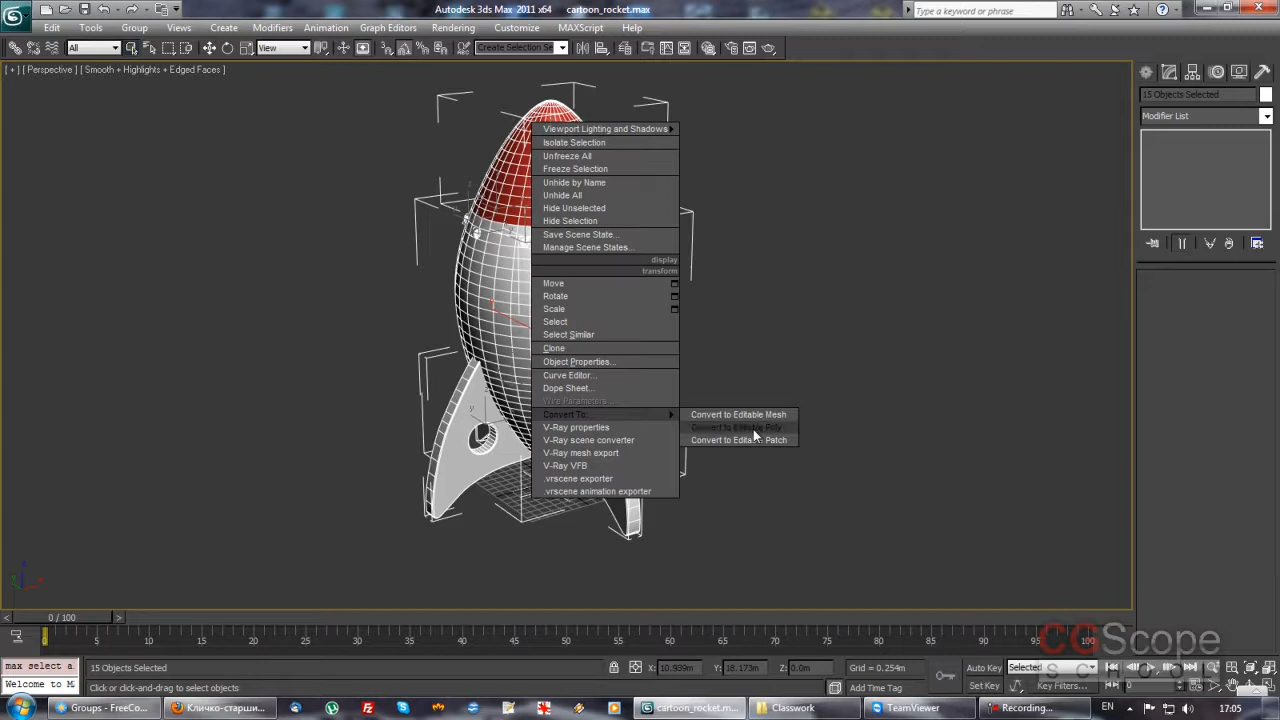 Autodesk 3ds Max 2011 x64 cartoon_rocket.max
Type a keyword or phrase
Edit Tools Group Views Create Modifiers Animation Graph Editors Rendering Customize MAXScript Help
All View Create Selection Se
[ + ] [ Perspective ] [ Smooth + Highlights + Edged Faces ]
15 Objects Selected
Modifier List
Viewport Lighting and Shadows
Isolate Selection
Unfreeze All
Freeze Selection
Unhide by Name
Unhide All
Hide Unselected
Hide Selection
Save Scene State...
Manage Scene States...
display
transform
Move
Rotate
Scale
Select
Select Similar
Clone
Object Properties...
Curve Editor...
Dope Sheet...
Wire Parameters...
Convert To:
Convert to Editable Mesh
V-Ray properties
Convert to Editable Poly
V-Ray scene converter
Convert to Editable Patch
V-Ray mesh export
V-Ray VFB
.vrscene exporter
.vrscene animation exporter
z
y
0 / 100
0 5 10 15 20 25 30 35 40 45 50 55 60 65 70 75 80 85 90 95 100
CGScope
SCHOOL
max select a
15 Objects Selected
X: 10.939m Y: 18.173m Z: 0.0m
Grid = 0.254m
Auto Key
Selected
Welcome to M
Click or click-and-drag to select objects
Add Time Tag
Set Key
Key Filters...
0
Groups - FreeCo...
Кличко-старши...
cartoon_rocket.m...
Classwork
TeamViewer
Recording...
EN
17:05